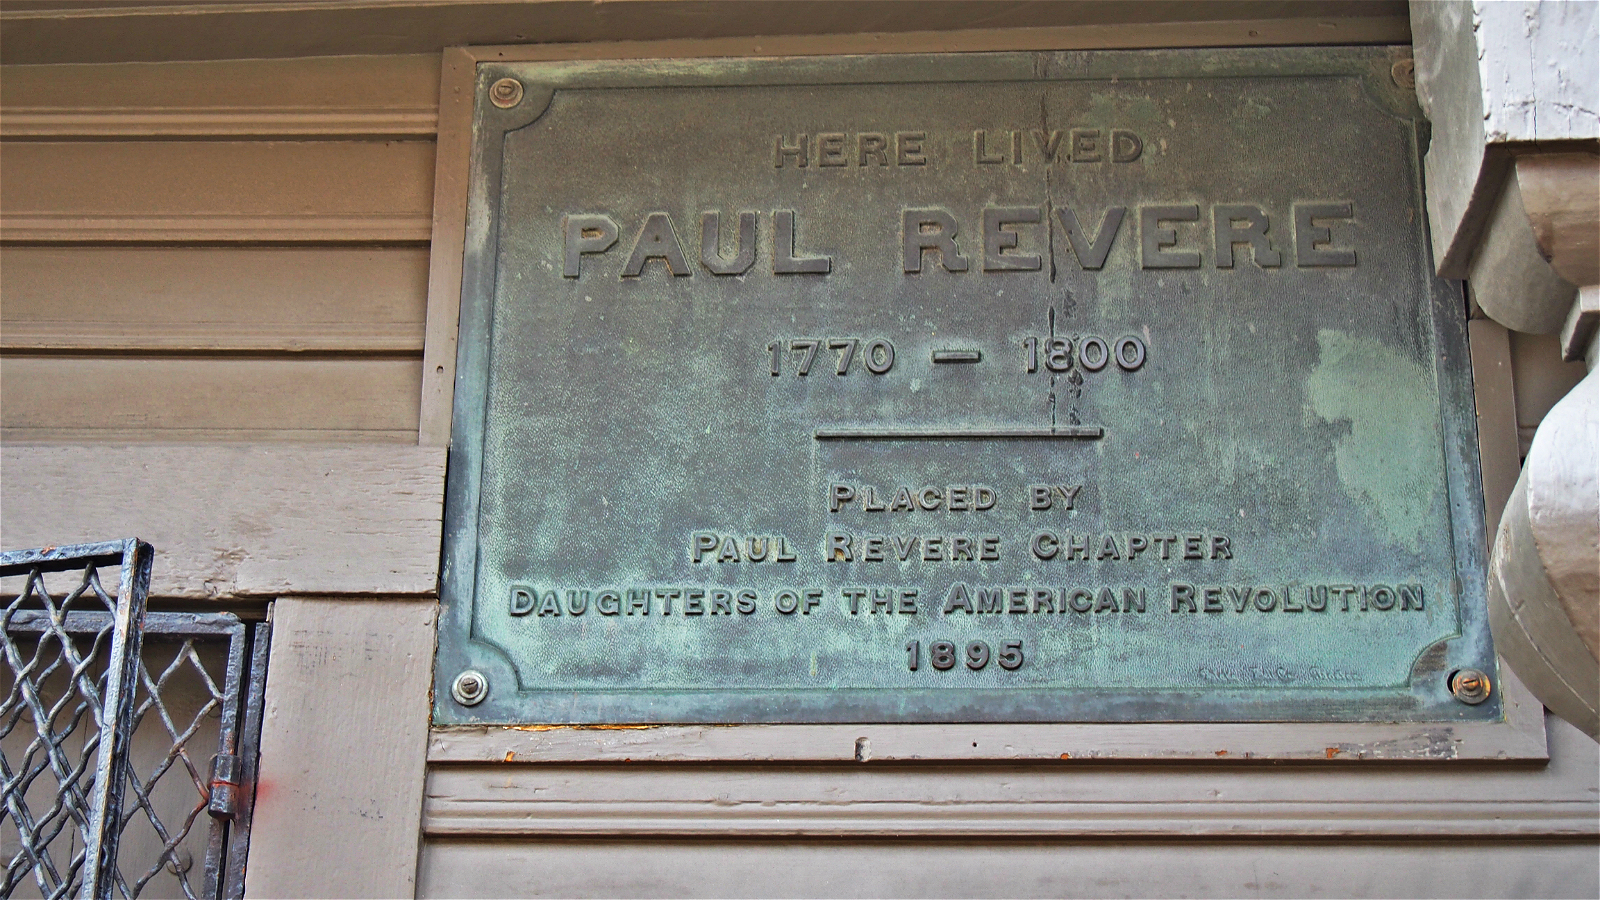 HERE LIVED
PAUL REVERE
1770 — 1800
PLACED BY
PAUL REVERE CHAPTER
DAUGHTERS OF THE AMERICAN REVOLUTION
1895